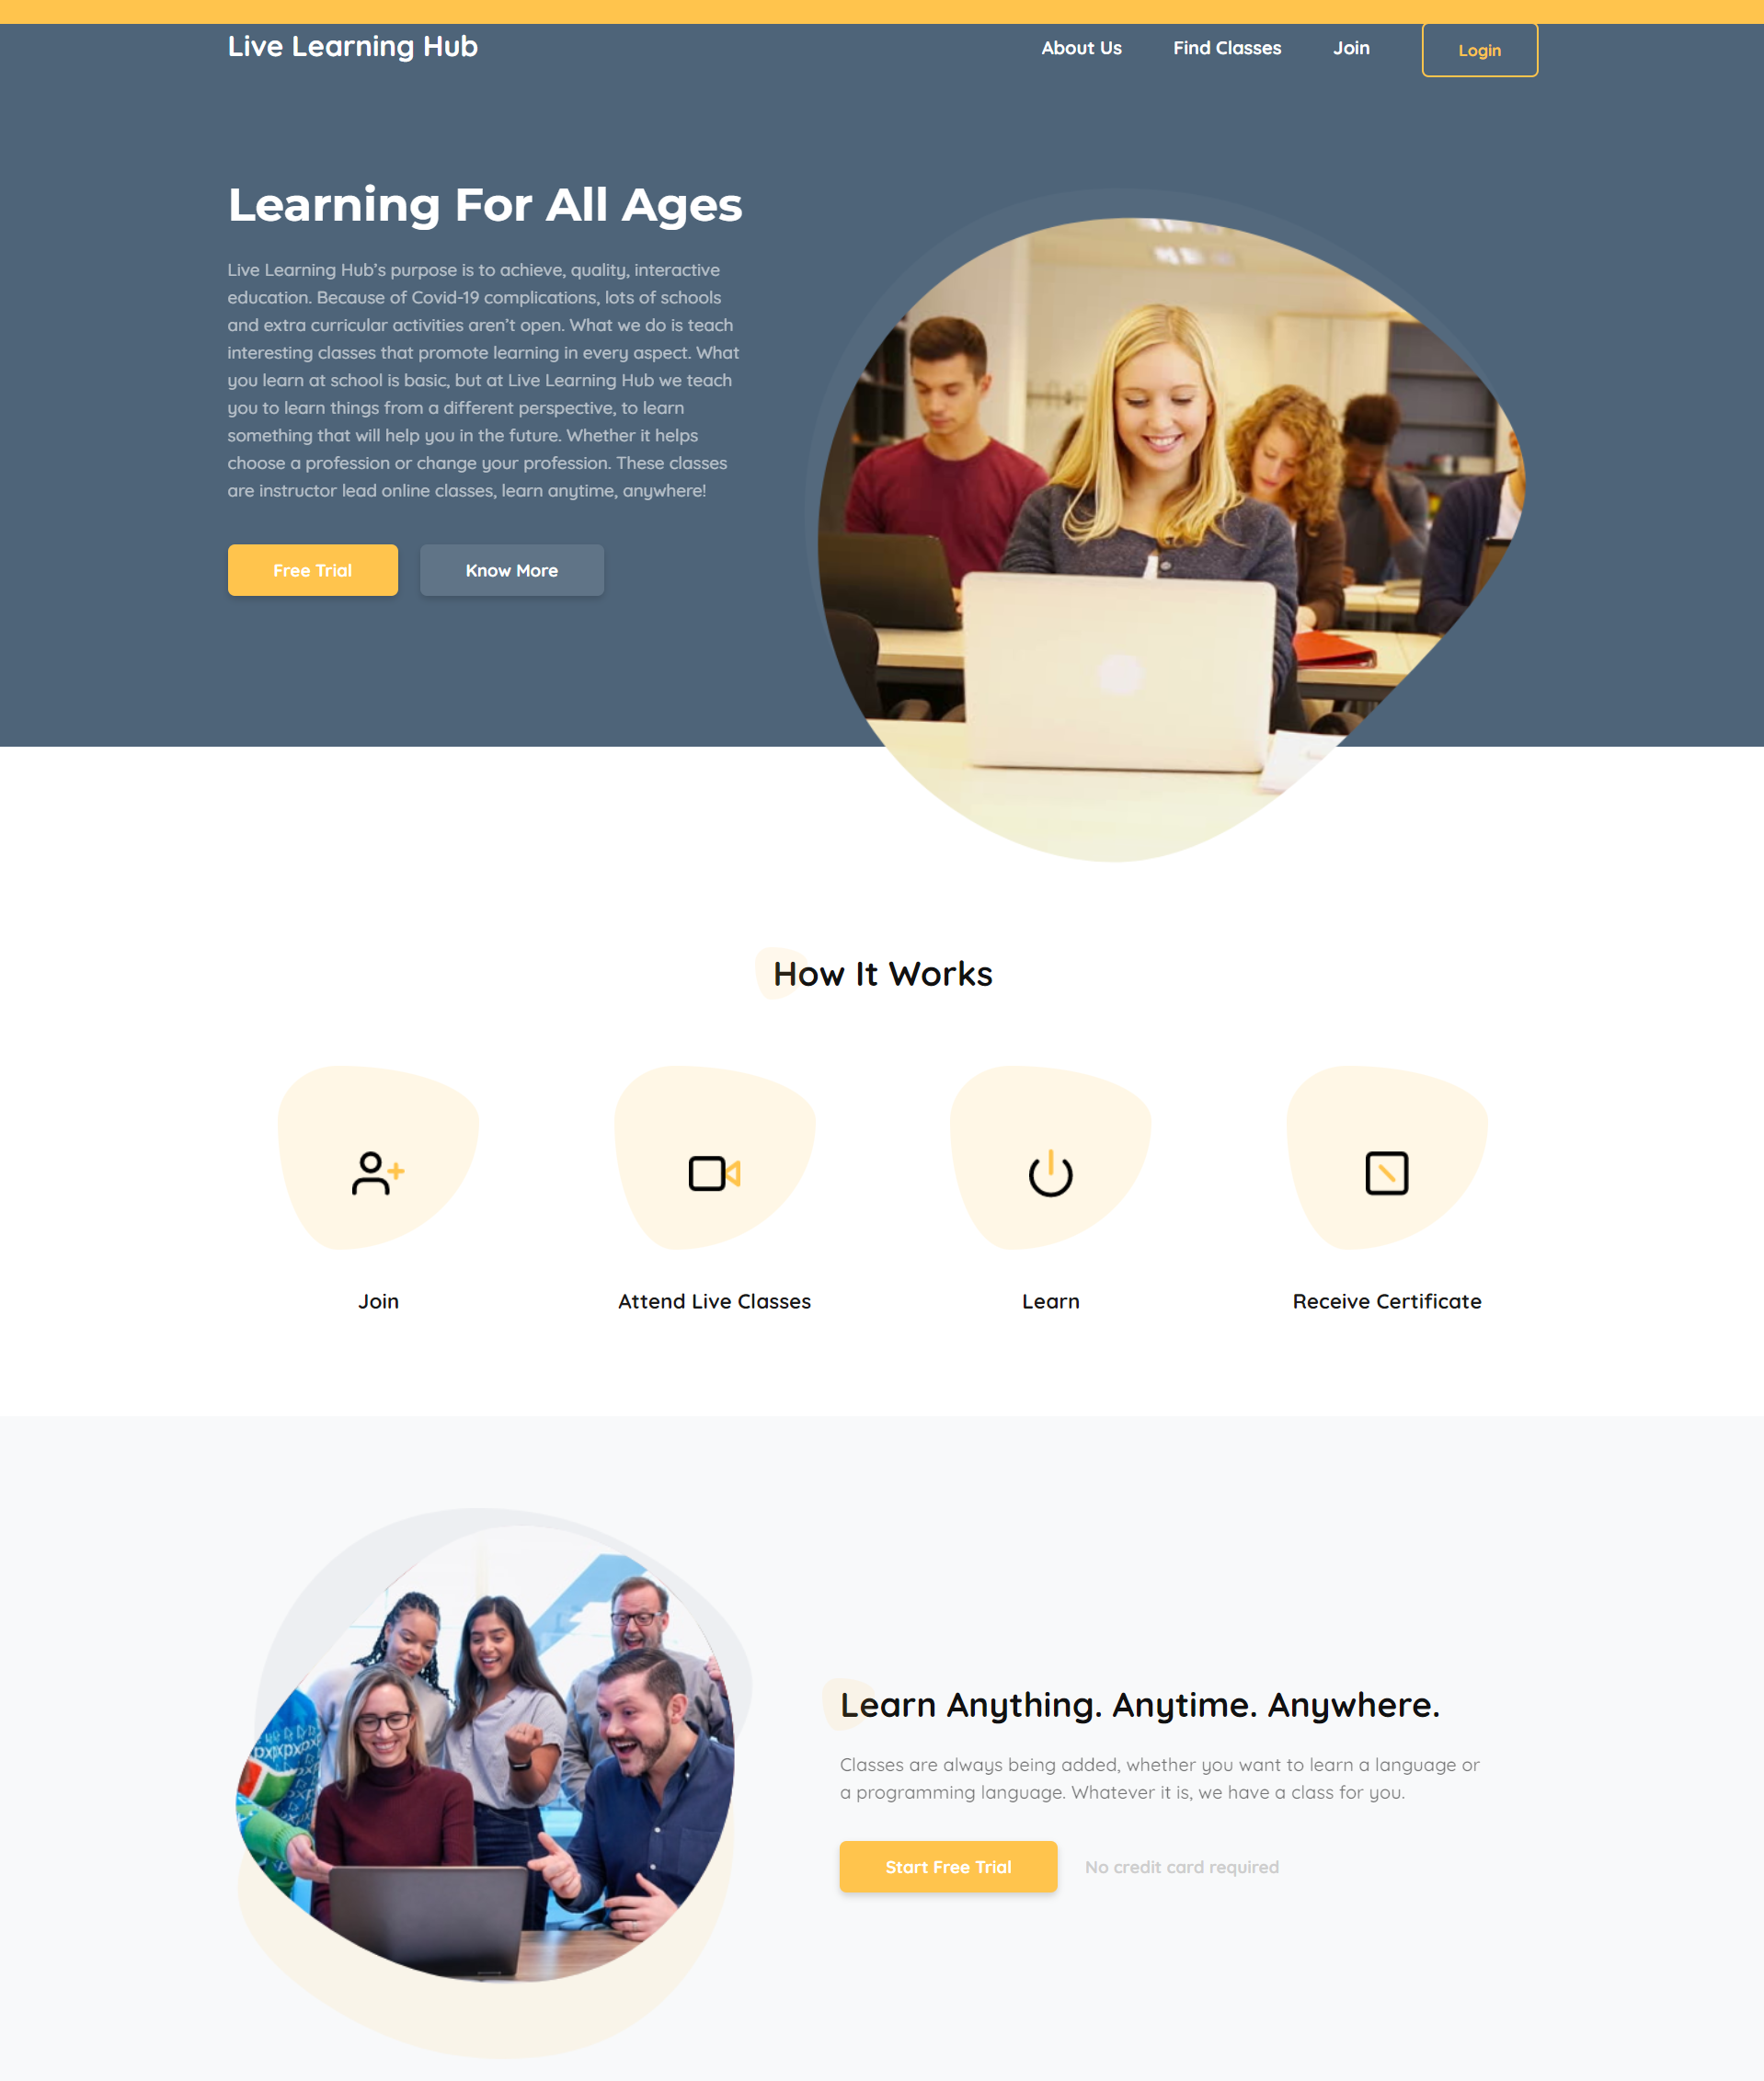 Live Learning Hub
About Us Find Classes Join Login
Learning For All Ages
Live Learning Hub’s purpose is to achieve, quality, interactive
education. Because of Covid-19 complications, lots of schools
and extra curricular activities aren’t open. What we do is teach
interesting classes that promote learning in every aspect. What
you learn at school is basic, but at Live Learning Hub we teach
you to learn things from a different perspective, to learn
something that will help you in the future. Whether it helps
choose a profession or change your profession. These classes
are instructor lead online classes, learn anytime, anywhere!
Free Trial Know More
How It Works
Join Attend Live Classes Learn Receive Certificate
Learn Anything. Anytime. Anywhere.
Classes are always being added, whether you want to learn a language or
a programming language. Whatever it is, we have a class for you.
Start Free Trial No credit card required